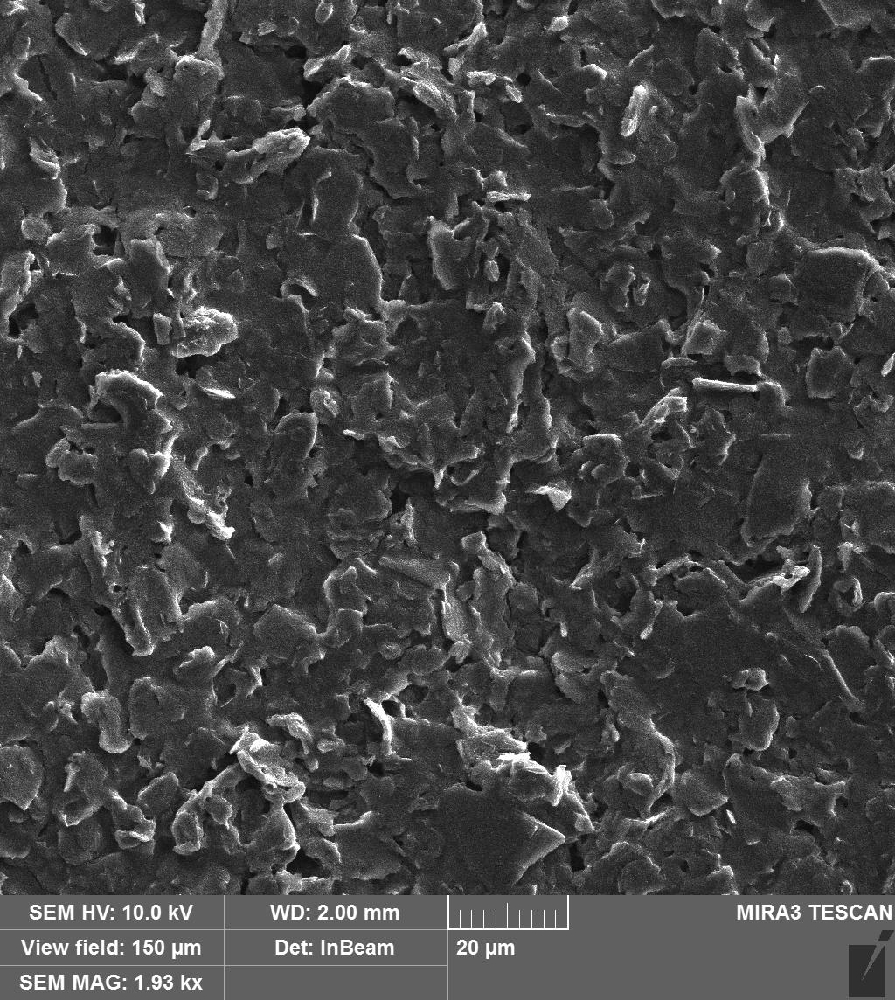 SEM HV: 10.0 kV
WD: 2.00 mm
MIRA3 TESCAN
View field: 150 µm
Det: InBeam
20 µm
SEM MAG: 1.93 kx